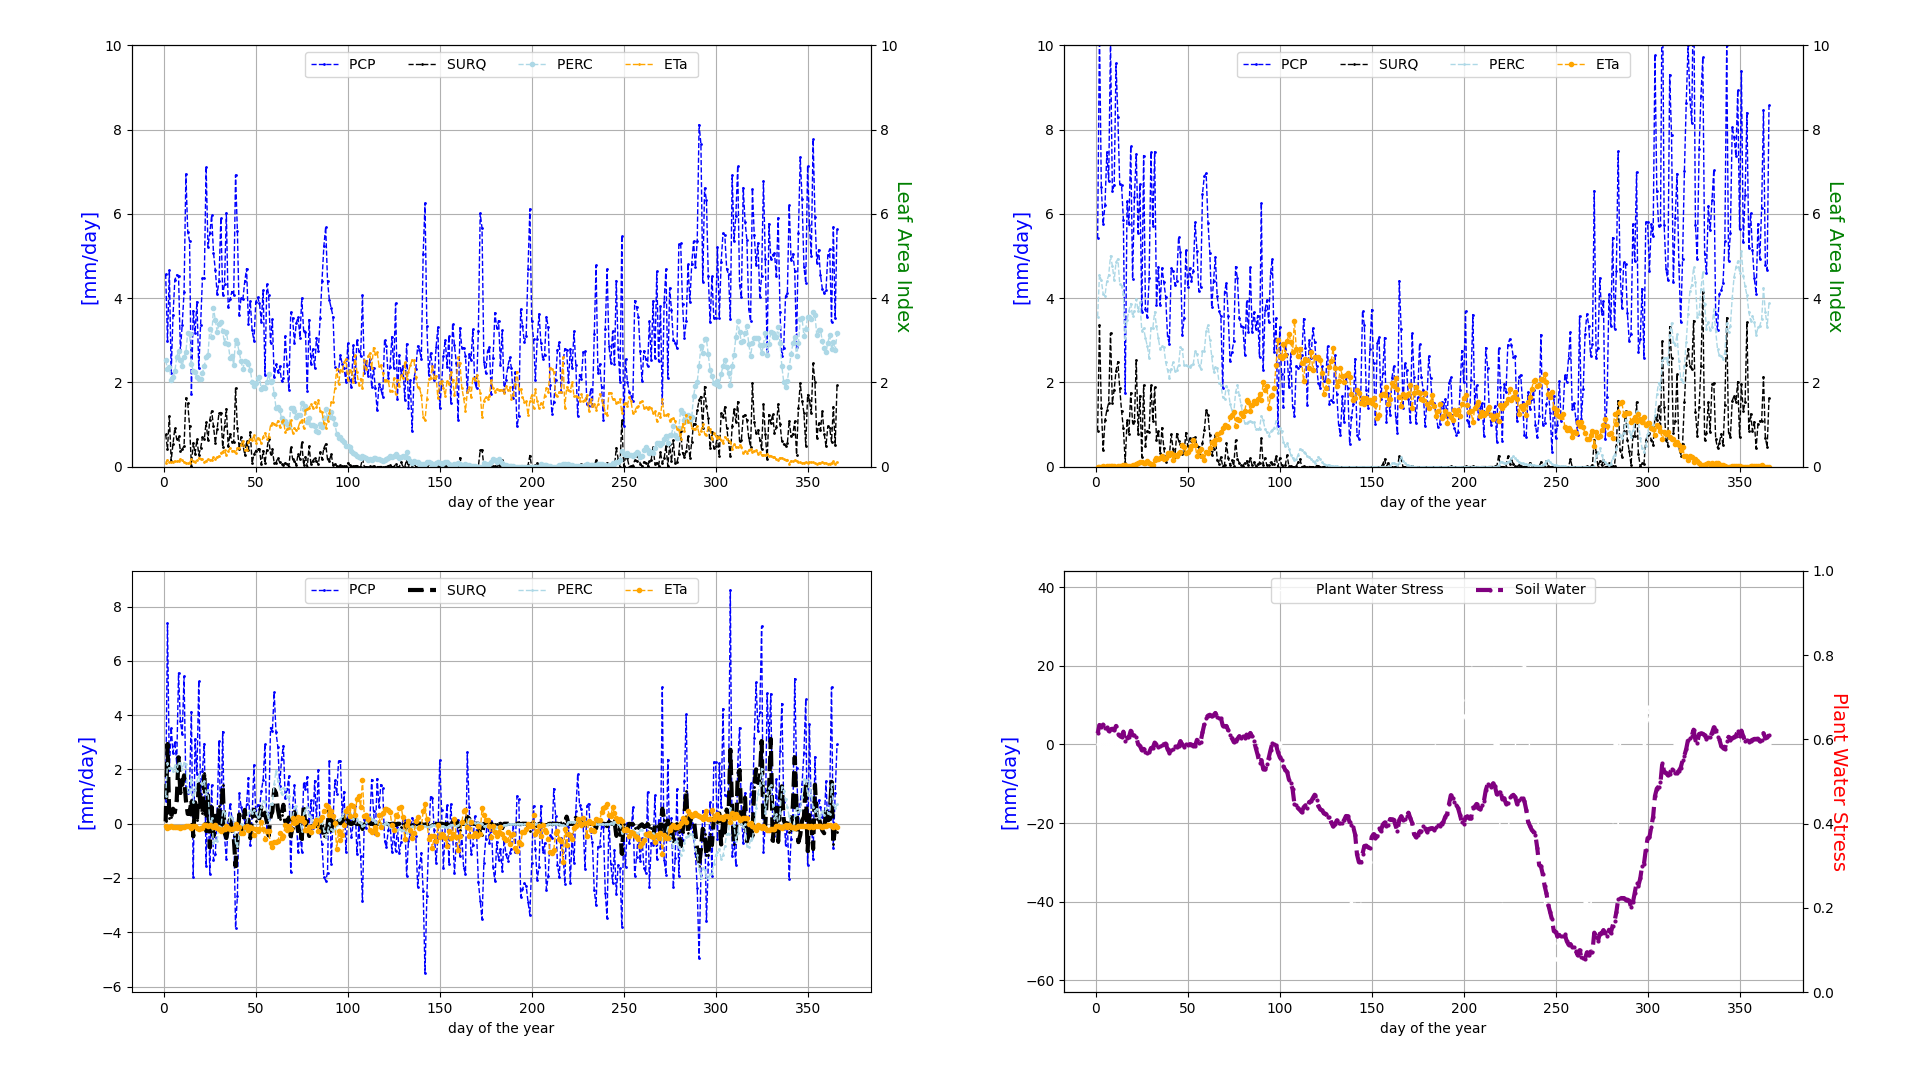 PCP SURQ PERC ETa
10 8 6 4 2 0
[mm/day]
10 8 6 4 2 0
Leaf Area Index
0 50 100 150 200 250 300 350
day of the year
PCP SURQ PERC ETa
10 8 6 4 2 0
[mm/day]
10 8 6 4 2 0
Leaf Area Index
0 50 100 150 200 250 300 350
day of the year
PCP SURQ PERC ETa
8 6 4 2 0 −2 −4 −6
[mm/day]
0 50 100 150 200 250 300 350
day of the year
Plant Water Stress Soil Water
40 20 0 −20 −40 −60
[mm/day]
1.0 0.8 0.6 0.4 0.2 0.0
Plant Water Stress
0 50 100 150 200 250 300 350
day of the year